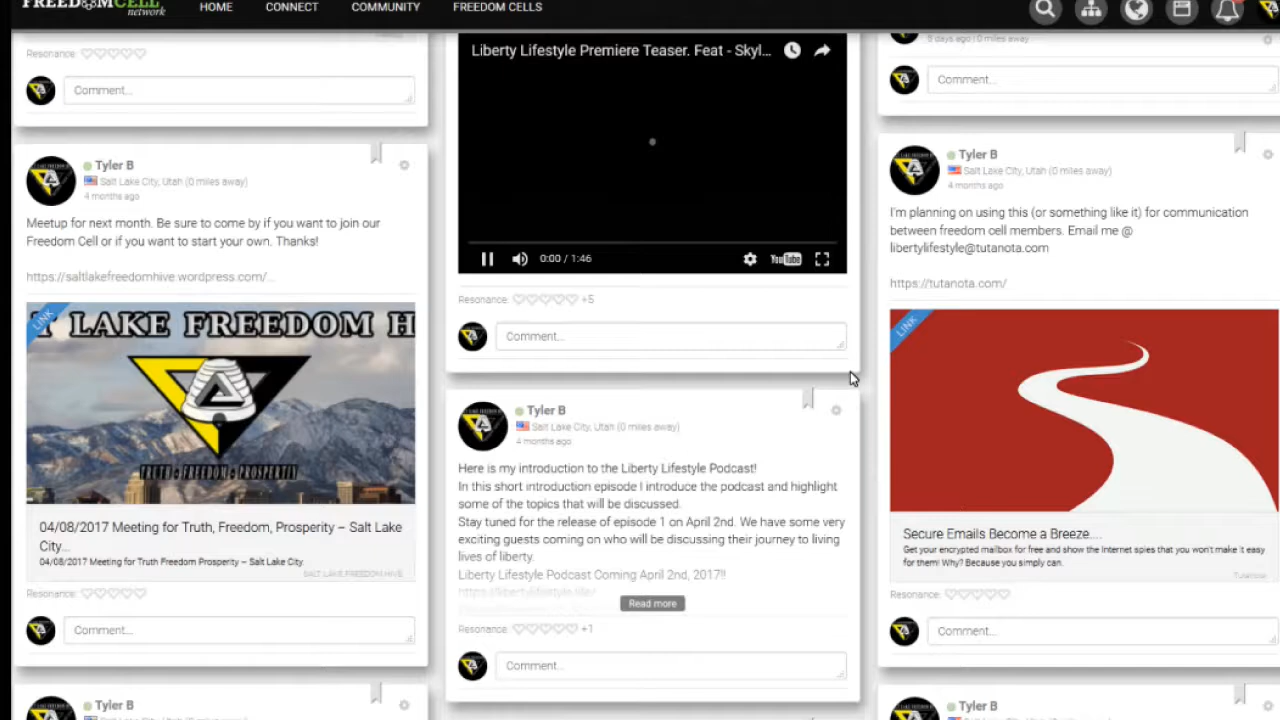 FREEDOMCELL
network
HOME
CONNECT
COMMUNITY
FREEDOM CELLS
Resonance:
Comment...
Tyler B
Salt Lake City, Utah (0 miles away)
4 months ago
Meetup for next month. Be sure to come by if you want to join our
Freedom Cell or if you want to start your own. Thanks!
https://saltlakefreedomhive.wordpress.com/...
LINK
T LAKE FREEDOM H
TRUTH FREEDOM PROSPERITY
04/08/2017 Meeting for Truth, Freedom, Prosperity – Salt Lake
City...
04/08/2017 Meeting for Truth Freedom Prosperity – Salt Lake City.
SALT LAKE FREEDOM HIVE
Resonance:
Comment...
Tyler B
Liberty Lifestyle Premiere Teaser. Feat - Skyl...
0:00 / 1:46
YouTube
Resonance: +5
Comment...
Tyler B
Salt Lake City, Utah (0 miles away)
4 months ago
Here is my introduction to the Liberty Lifestyle Podcast!
In this short introduction episode I introduce the podcast and highlight
some of the topics that will be discussed.
Stay tuned for the release of episode 1 on April 2nd. We have some very
exciting guests coming on who will be discussing their journey to living
lives of liberty.
Liberty Lifestyle Podcast Coming April 2nd, 2017!!
https://libertylifestyle.life/
Read more
Resonance: +1
Comment...
days ago | 0 miles away
Comment...
Tyler B
Salt Lake City, Utah (0 miles away)
4 months ago
I'm planning on using this (or something like it) for communication
between freedom cell members. Email me @
libertylifestyle@tutanota.com
https://tutanota.com/
LINK
Secure Emails Become a Breeze....
Get your encrypted mailbox for free and show the Internet spies that you won't make it easy
for them! Why? Because you simply can.
Tutanota
Resonance:
Comment...
Tyler B